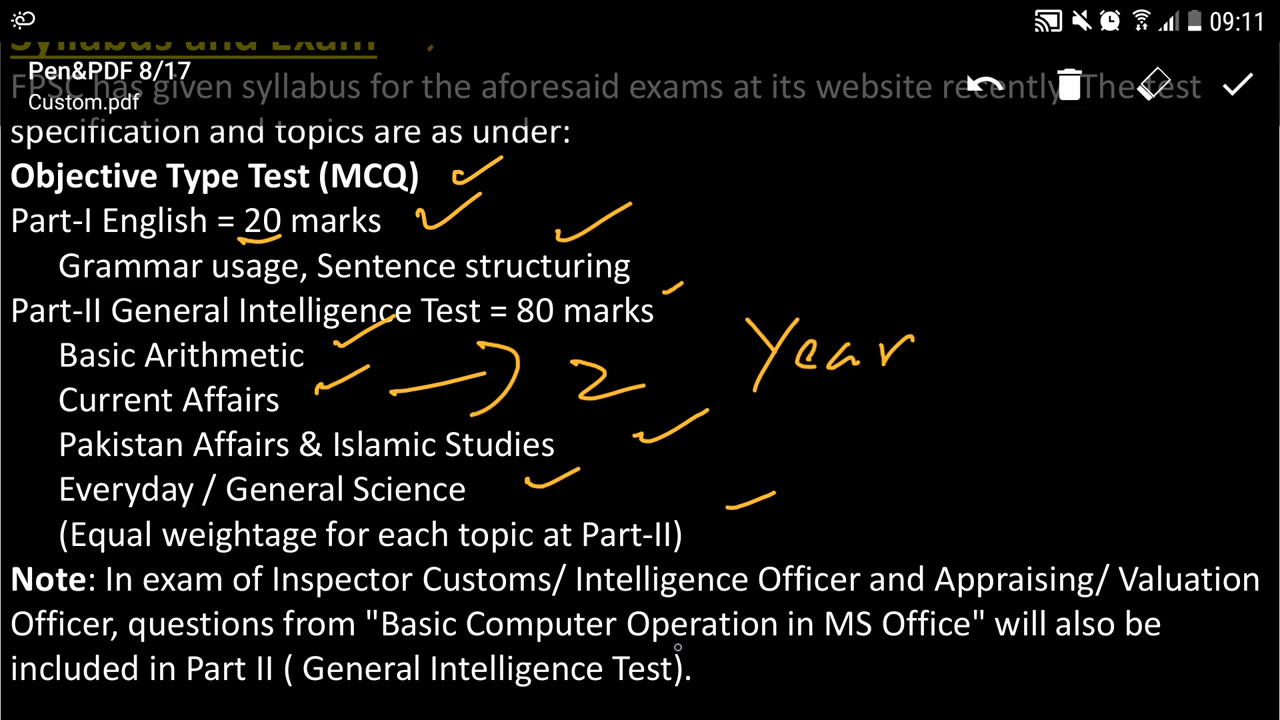 09:11
Syllabus and Exam
Pen&PDF 8/17
FPSC has given syllabus for the aforesaid exams at its website recently. The test
Custom.pdf
specification and topics are as under:
Objective Type Test (MCQ)
Part-I English = 20 marks
Grammar usage, Sentence structuring
Part-II General Intelligence Test = 80 marks
Basic Arithmetic
Current Affairs
2 Year
Pakistan Affairs & Islamic Studies
Everyday / General Science
(Equal weightage for each topic at Part-II)
Note: In exam of Inspector Customs/ Intelligence Officer and Appraising/ Valuation
Officer, questions from "Basic Computer Operation in MS Office" will also be
included in Part II ( General Intelligence Test).